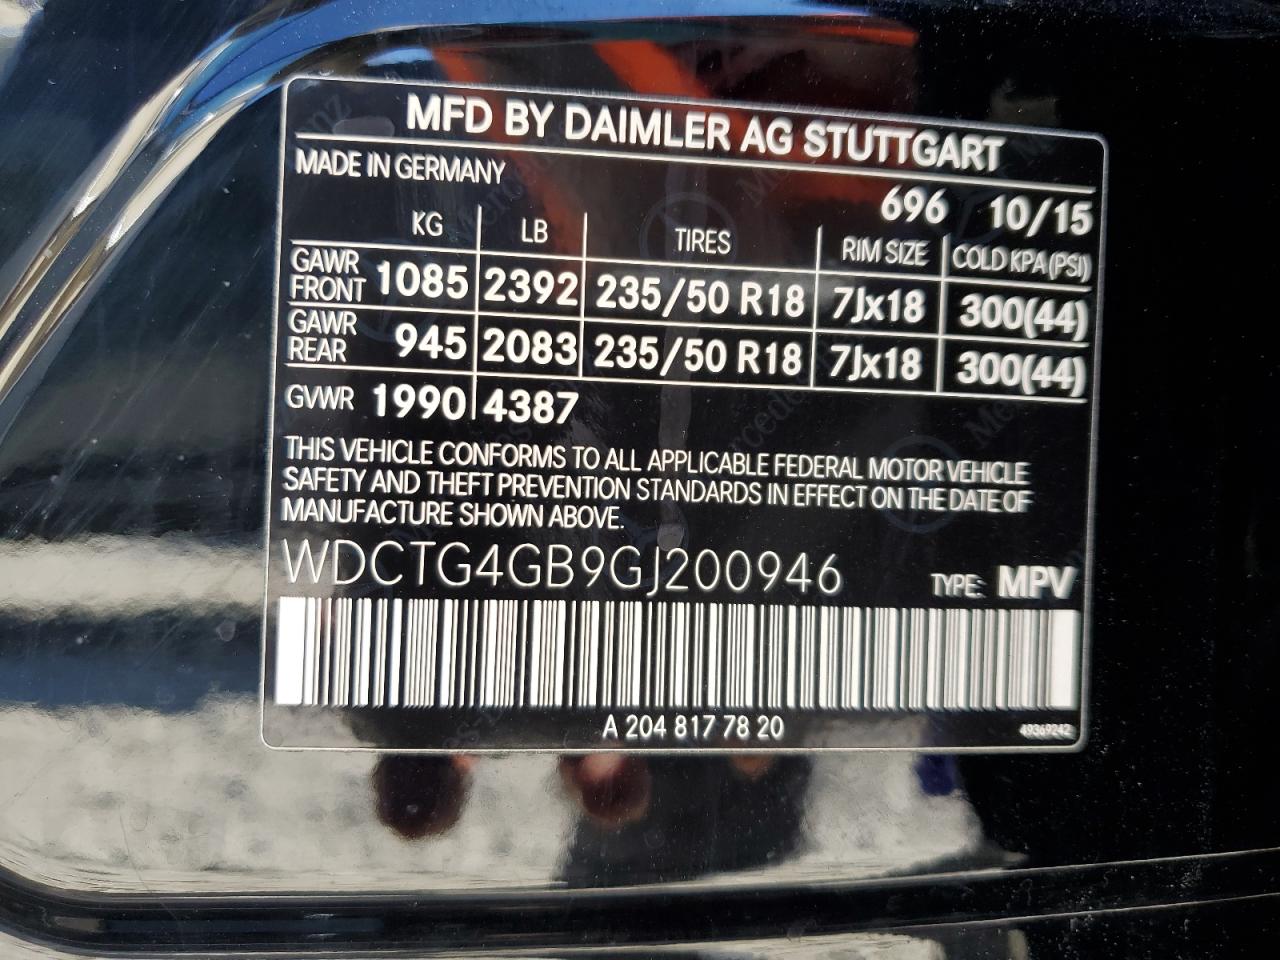 MFD BY DAIMLER AG STUTTGART
MADE IN GERMANY
696 10/15
KG LB TIRES RIM SIZE COLD KPA(PSI)
GAWR FRONT 1085 2392 235/50 R18 7Jx18 300(44)
GAWR REAR 945 2083 235/50 R18 7Jx18 300(44)
GVWR 1990 4387
THIS VEHICLE CONFORMS TO ALL APPLICABLE FEDERAL MOTOR VEHICLE
SAFETY AND THEFT PREVENTION STANDARDS IN EFFECT ON THE DATE OF
MANUFACTURE SHOWN ABOVE.
WDCTG4GB9GJ200946 TYPE: MPV
A 204 817 78 20
49369242